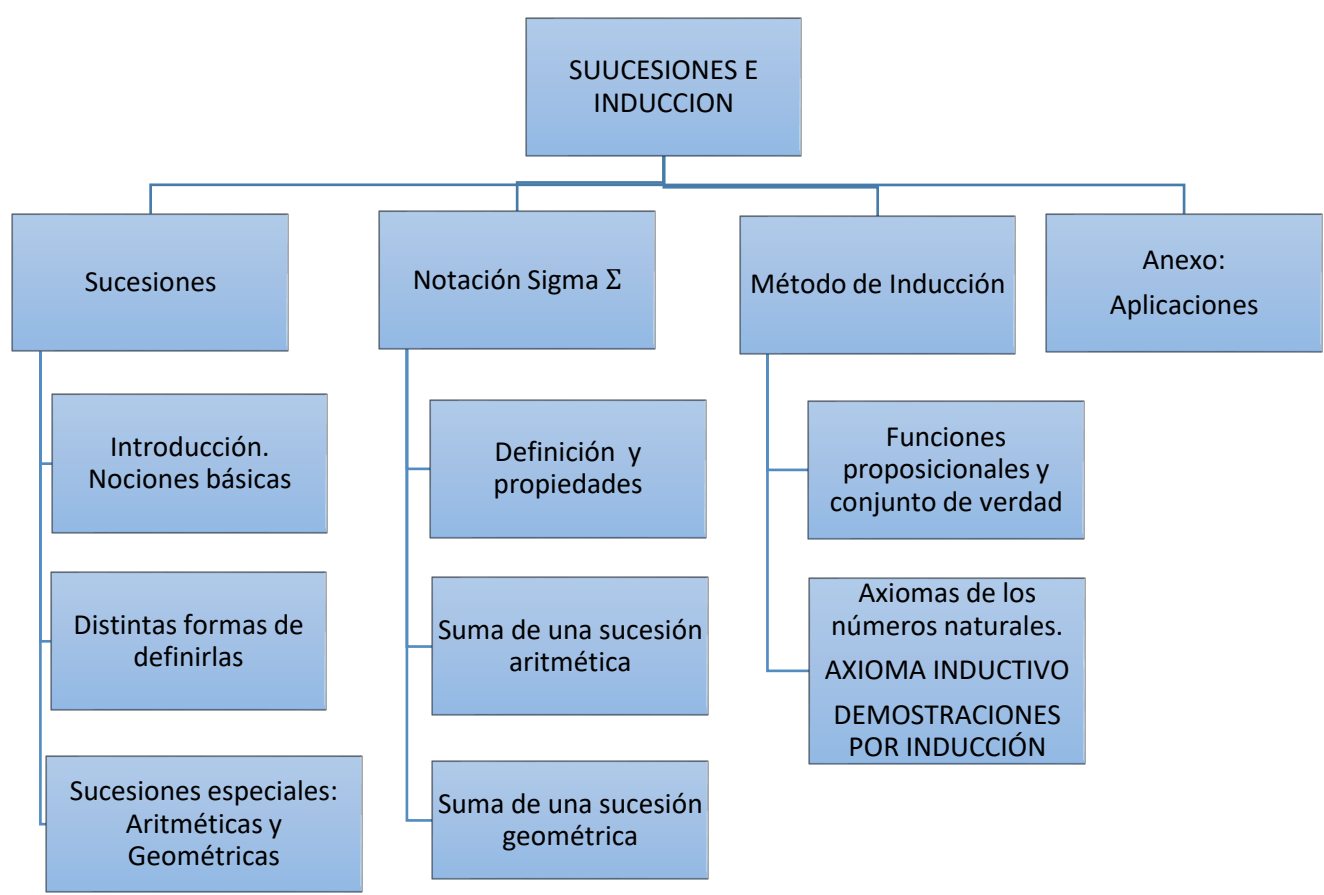 SUUCESIONES E
INDUCCION
Sucesiones
Introducción.
Nociones básicas
Distintas formas de
definirlas
Sucesiones especiales:
Aritméticas y
Geométricas
Notación Sigma Σ
Definición y
propiedades
Suma de una sucesión
aritmética
Suma de una sucesión
geométrica
Método de Inducción
Funciones
proposicionales y
conjunto de verdad
Axiomas de los
números naturales.
AXIOMA INDUCTIVO
DEMOSTRACIONES
POR INDUCCIÓN
Anexo:
Aplicaciones